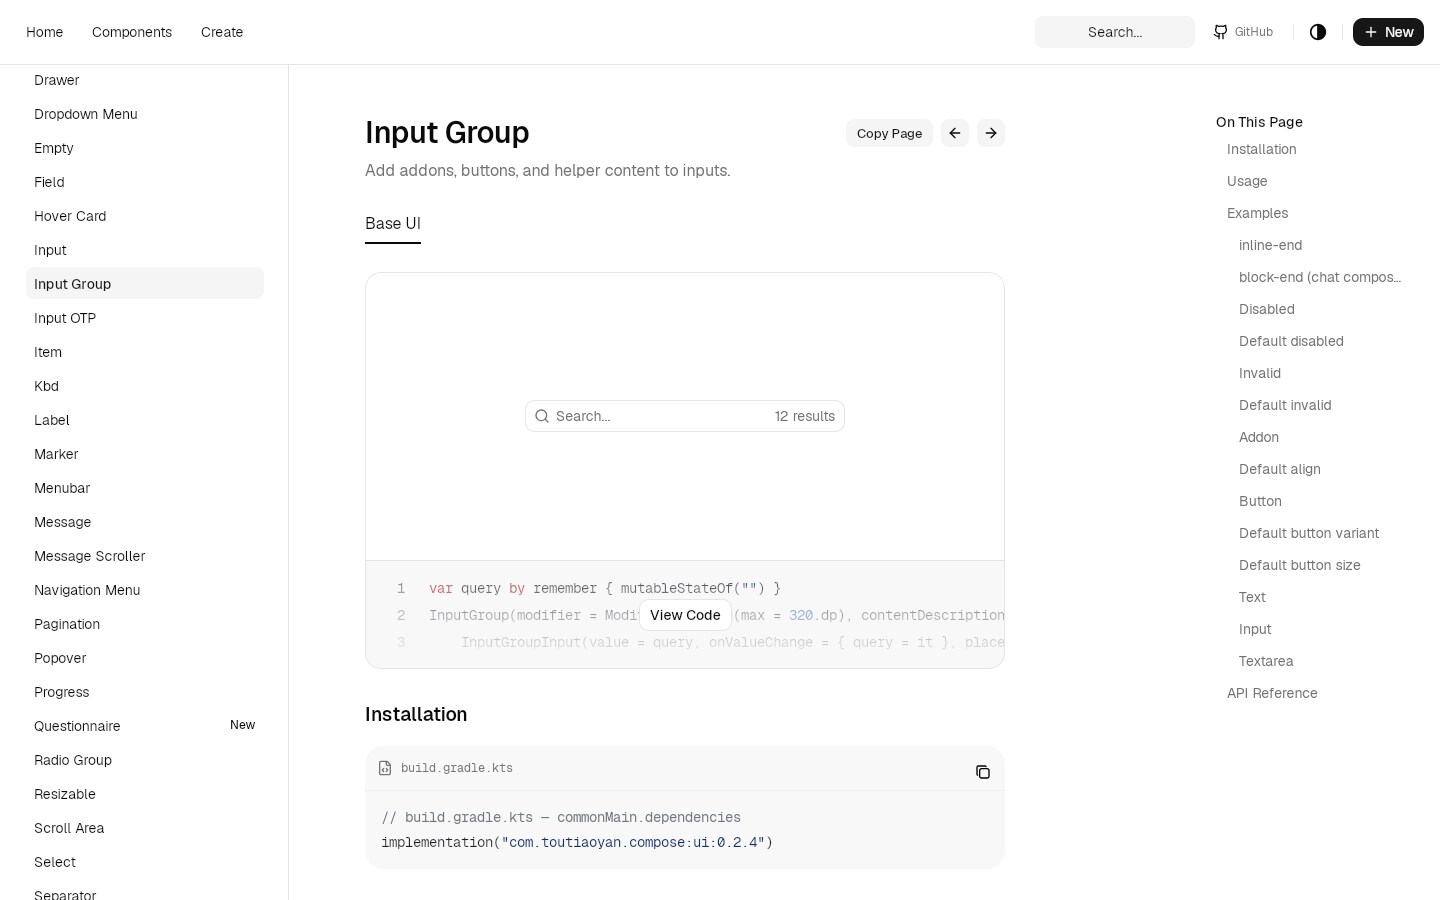 Home
Components
Create
Search...
GitHub
New
Drawer
Dropdown Menu
Empty
Field
Hover Card
Input
Input Group
Input OTP
Item
Kbd
Label
Marker
Menubar
Message
Message Scroller
Navigation Menu
Pagination
Popover
Progress
Questionnaire New
Radio Group
Resizable
Scroll Area
Select
Separator
Input Group
Copy Page
Add addons, buttons, and helper content to inputs.
Base UI
Search...
12 results
1 var query by remember { mutableStateOf("") }
2 InputGroup(modifier = (max = 320.dp), contentDescription
View Code
3 InputGroupInput(value = query, onValueChange = { query = it }, place
Installation
build.gradle.kts
// build.gradle.kts — commonMain.dependencies
implementation("com.toutiaoyan.compose:ui:0.2.4")
On This Page
Installation
Usage
Examples
inline-end
block-end (chat compos...
Disabled
Default disabled
Invalid
Default invalid
Addon
Default align
Button
Default button variant
Default button size
Text
Input
Textarea
API Reference